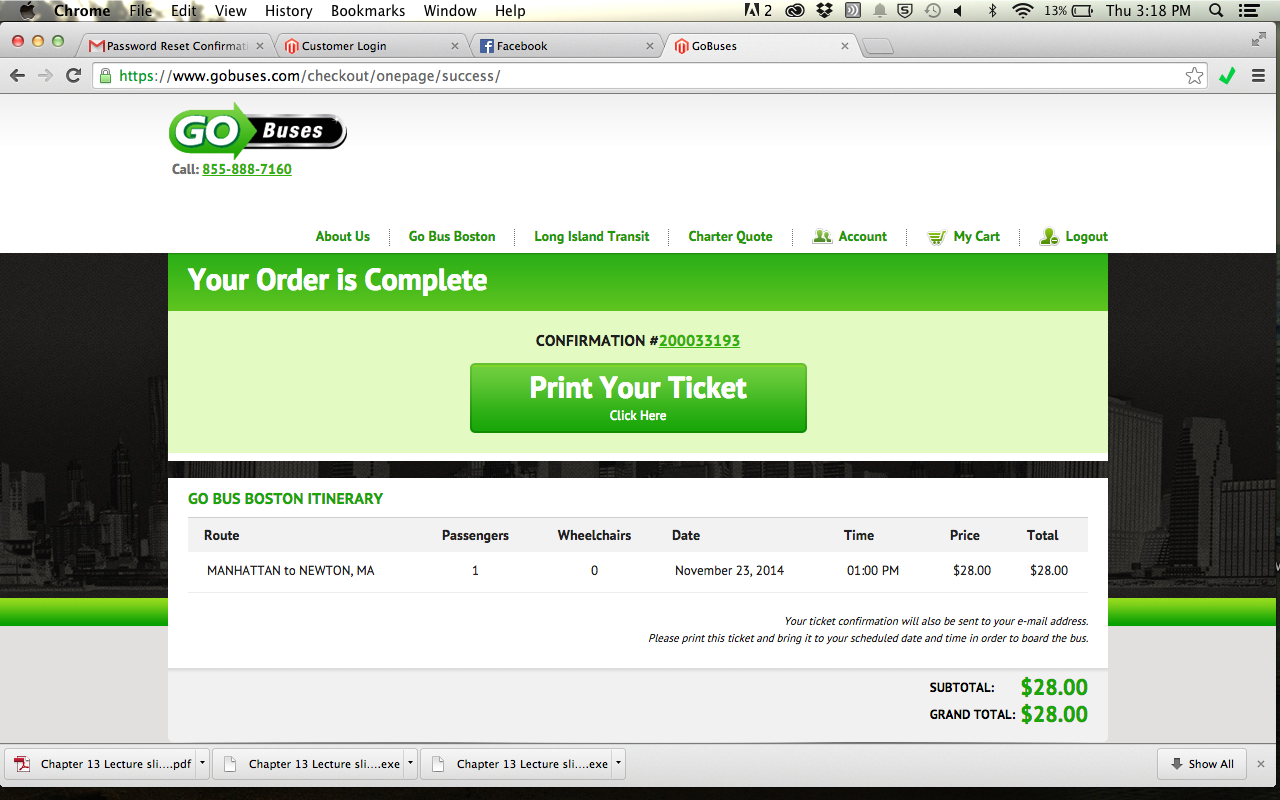 Chrome File Edit View History Bookmarks Window Help 2 13% Thu 3:18 PM
Password Reset Confirmati Customer Login Facebook GoBuses
https://www.gobuses.com/checkout/onepage/success/
GO Buses
Call: 855-888-7160
About Us Go Bus Boston Long Island Transit Charter Quote Account My Cart Logout
Your Order is Complete
CONFIRMATION #200033193
Print Your Ticket
Click Here
GO BUS BOSTON ITINERARY
Route Passengers Wheelchairs Date Time Price Total
MANHATTAN to NEWTON, MA 1 0 November 23, 2014 01:00 PM $28.00 $28.00
Your ticket confirmation will also be sent to your e-mail address.
Please print this ticket and bring it to your scheduled date and time in order to board the bus.
SUBTOTAL: $28.00
GRAND TOTAL: $28.00
Chapter 13 Lecture sli....pdf Chapter 13 Lecture sli....exe Chapter 13 Lecture sli....exe Show All